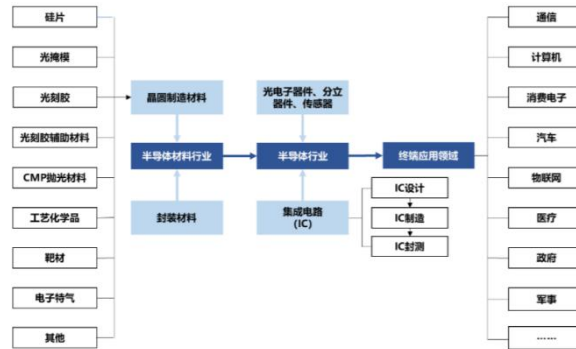 硅片
光掩模
光刻胶
光刻胶辅助材料
CMP抛光材料
工艺化学品
靶材
电子特气
其他
晶圆制造材料
半导体材料行业
封装材料
光电子器件、分立
器件、传感器
半导体行业
集成电路
(IC)
IC设计
IC制造
IC封测
终端应用领域
通信
计算机
消费电子
汽车
物联网
医疗
政府
军事
……